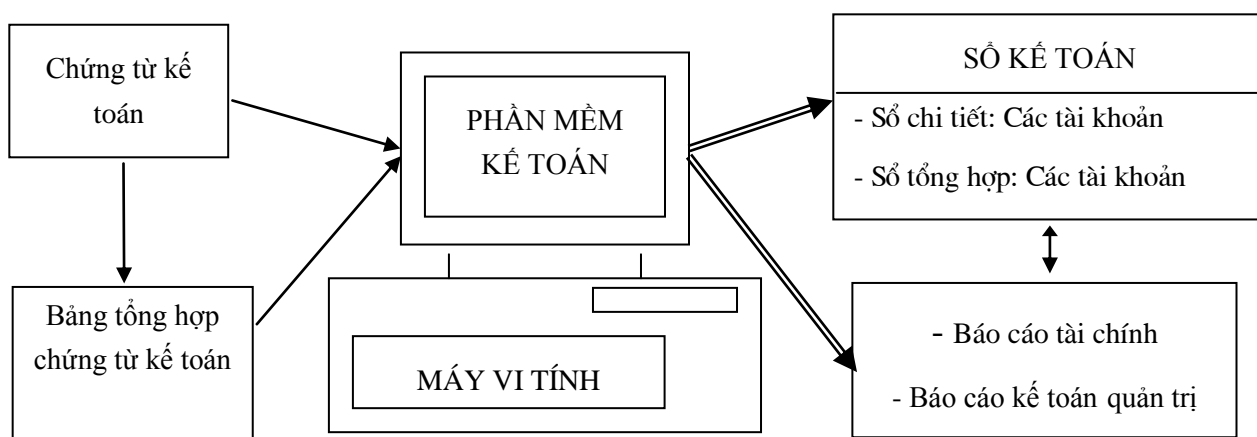 Chứng từ kế
toán
Bảng tổng hợp
chứng từ kế toán
PHẦN MỀM
KẾ TOÁN
MÁY VI TÍNH
SỔ KẾ TOÁN
- Sổ chi tiết: Các tài khoản
- Sổ tổng hợp: Các tài khoản
- Báo cáo tài chính
- Báo cáo kế toán quản trị